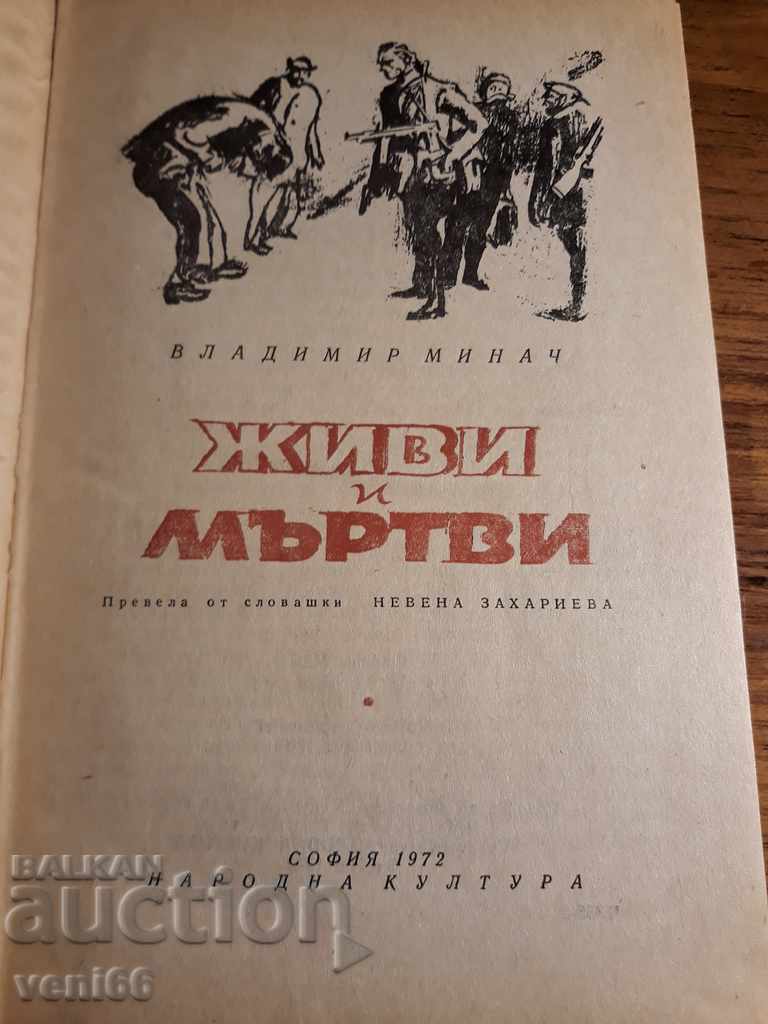 ВЛАДИМИР МИНАЧ
ЖИВИ
и
МЪРТВИ
Превела от словашки НЕВЕНА ЗАХАРИЕВА
СОФИЯ 1972
НАРОДНА КУЛТУРА
BALKAN
auction
veni66